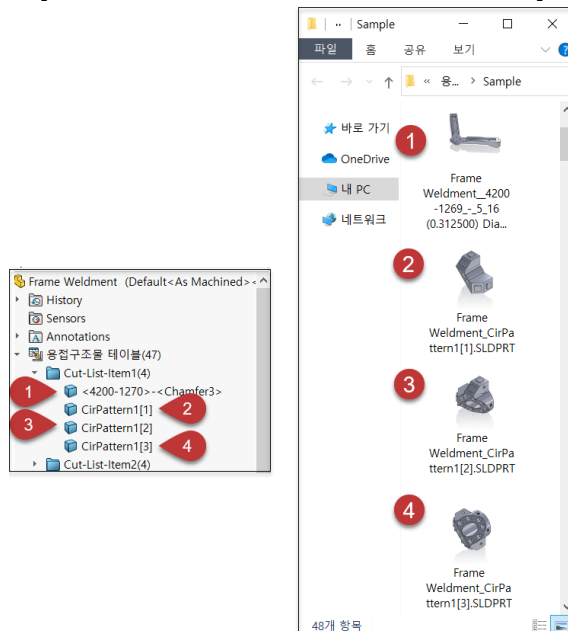 Frame Weldment (Default<As Machined><
History
Sensors
Annotations
용접구조물 테이블(47)
Cut-List-Item1(4)
1
<4200-1270>-<Chamfer3>
CirPattern1[1]
2
3
CirPattern1[2]
CirPattern1[3]
4
Cut-List-Item2(4)
Sample
파일
홈
공유
보기
?
« 용... > Sample
바로 가기
OneDrive
내 PC
네트워크
1
Frame
Weldment__4200
-1269_-_5_16
(0.312500) Dia...
2
Frame
Weldment_CirPa
ttern1[1].SLDPRT
3
Frame
Weldment_CirPa
ttern1[2].SLDPRT
4
Frame
Weldment_CirPa
ttern1[3].SLDPRT
48개 항목